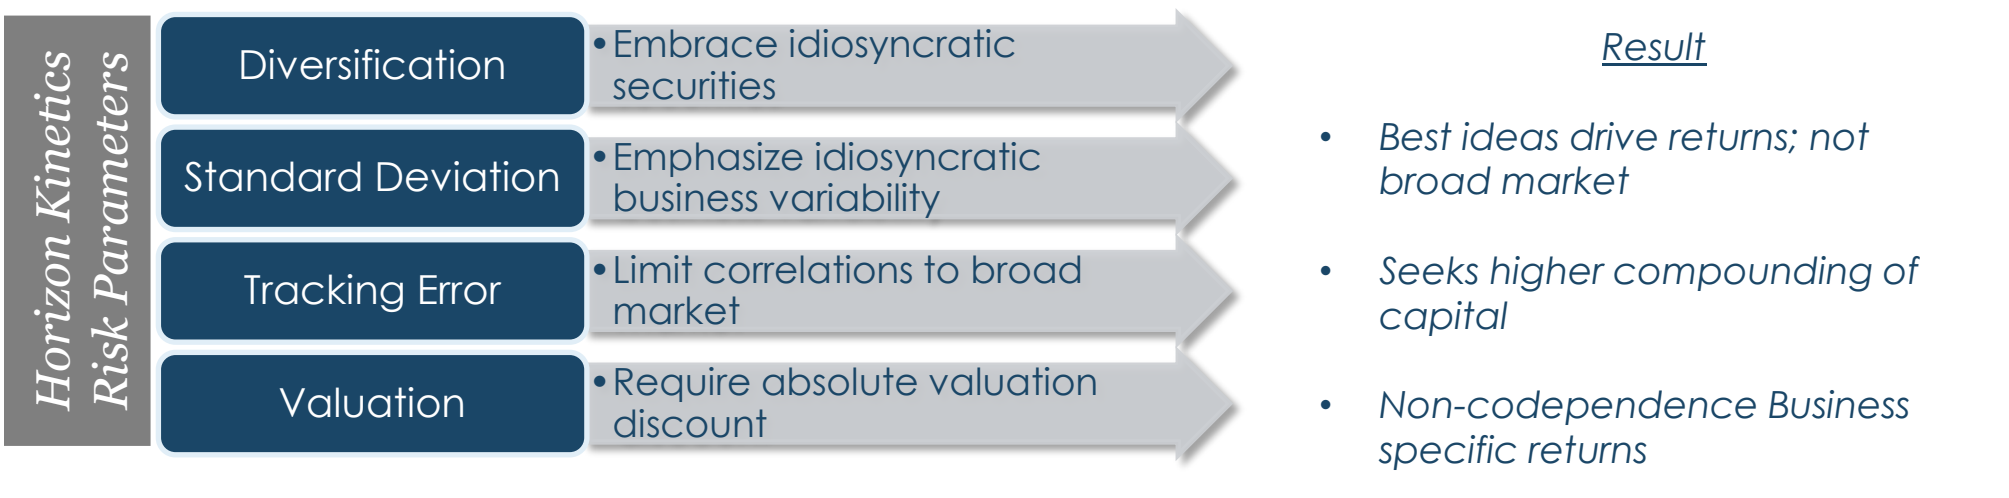 Horizon Kinetics
Risk Parameters
Diversification
•Embrace idiosyncratic
securities
Standard Deviation
•Emphasize idiosyncratic
business variability
Tracking Error
•Limit correlations to broad
market
Valuation
•Require absolute valuation
discount
Result
• Best ideas drive returns; not
broad market
• Seeks higher compounding of
capital
• Non-codependence Business
specific returns